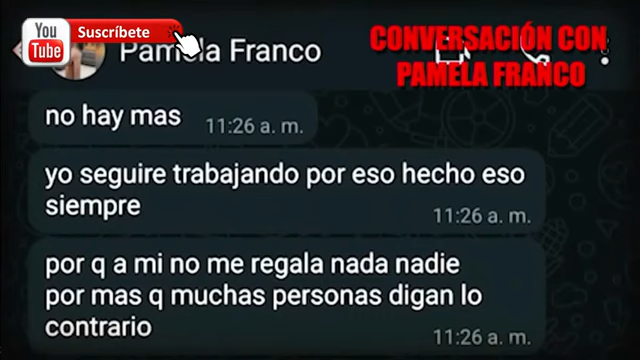 You
Tube
Suscríbete
Pamela Franco
CONVERSACIÓN CON
PAMELA FRANCO
no hay mas
11:26 a. m.
yo seguire trabajando por eso hecho eso
siempre
11:26 a. m.
por q a mi no me regala nada nadie
por mas q muchas personas digan lo
contrario
11:26 a. m.